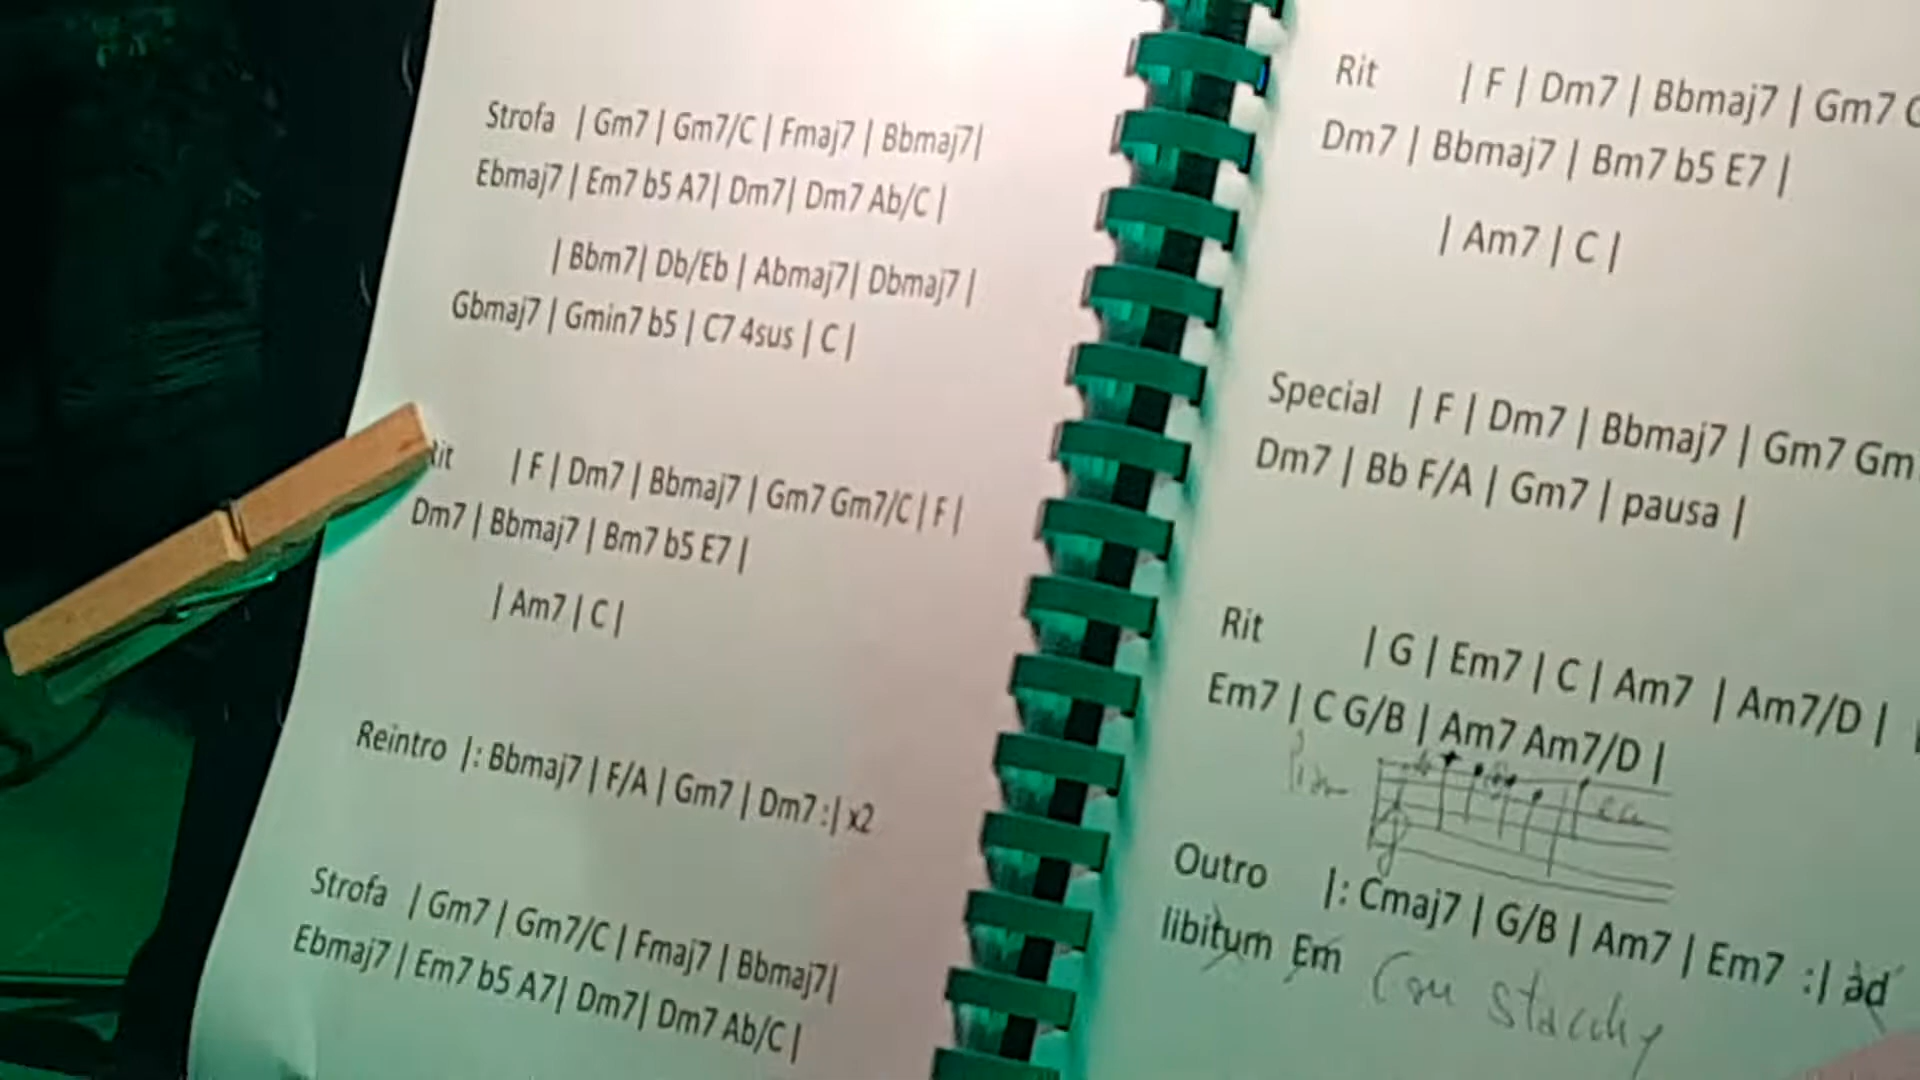 Strofa | Gm7 | Gm7/C | Fmaj7 | Bbmaj7|
Ebmaj7 | Em7 b5 A7| Dm7| Dm7 Ab/C |
| Bbm7| Db/Eb | Abmaj7| Dbmaj7 |
Gbmaj7 | Gmin7 b5 | C7 4sus | C |
Rit | F | Dm7 | Bbmaj7 | Gm7 Gm7/C | F |
Dm7 | Bbmaj7 | Bm7 b5 E7 |
| Am7 | C |
Reintro |: Bbmaj7 | F/A | Gm7 | Dm7 :| x2
Strofa | Gm7 | Gm7/C | Fmaj7 | Bbmaj7|
Ebmaj7 | Em7 b5 A7| Dm7| Dm7 Ab/C |
Rit | F | Dm7 | Bbmaj7 | Gm7
Dm7 | Bbmaj7 | Bm7 b5 E7 |
| Am7 | C |
Special | F | Dm7 | Bbmaj7 | Gm7 Gm
Dm7 | Bb F/A | Gm7 | pausa |
Rit | G | Em7 | C | Am7 | Am7/D |
Em7 | C G/B | Am7 Am7/D |
Outro |: Cmaj7 | G/B | Am7 | Em7 :| ad
libitum Em